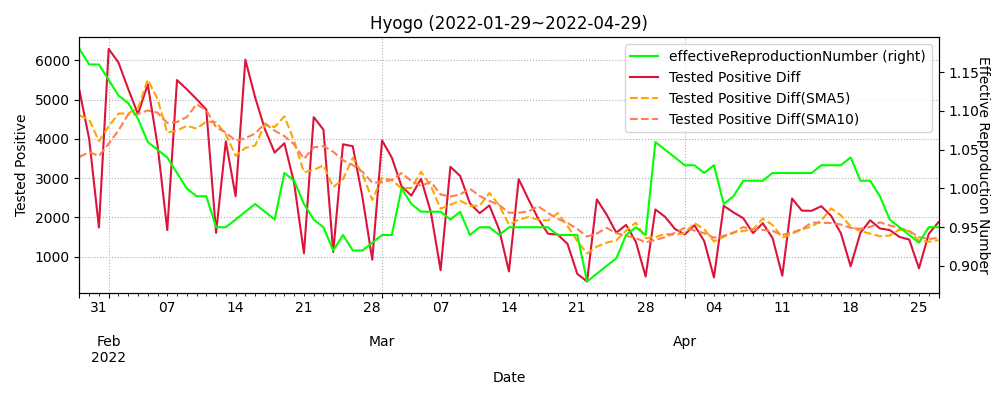 Hyogo (2022-01-29~2022-04-29)
effectiveReproductionNumber (right)
Tested Positive Diff
Tested Positive Diff(SMA5)
Tested Positive Diff(SMA10)
Tested Positive
6000
5000
4000
3000
2000
1000
1.15
1.10
1.05
1.00
0.95
0.90
Effective Reproduction Number
31 07 14 21 28 07 14 21 28 04 11 18 25
Feb Mar Apr
2022
Date